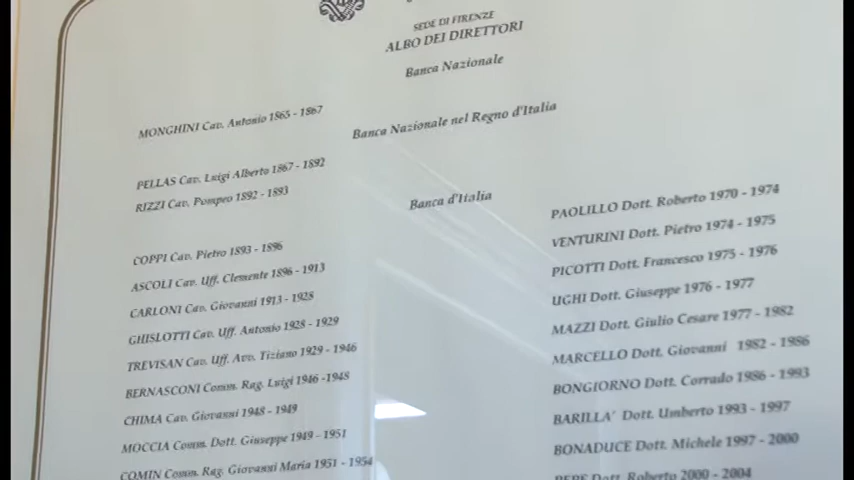 SEDE DI FIRENZE
ALBO DEI DIRETTORI
Banca Nazionale
MONGHINI Cav. Antonio 1865 - 1867
Banca Nazionale nel Regno d'Italia
PELLAS Cav. Luigi Alberto 1867 - 1892
RIZZI Cav. Pompeo 1892 - 1893
Banca d'Italia
COPPI Cav. Pietro 1893 - 1896
ASCOLI Cav. Uff. Clemente 1896 - 1913
CARLONI Cav. Giovanni 1913 - 1928
GHISLOTTI Cav. Uff. Antonio 1928 - 1929
TREVISAN Cav. Uff. Avv. Tiziano 1929 - 1946
BERNASCONI Comm. Rag. Luigi 1946 -1948
CHIMA Cav. Giovanni 1948 - 1949
MOCCIA Comm. Dott. Giuseppe 1949 - 1951
COMIN Comm. Rag. Giovanni Maria 1951 - 1954
PAOLILLO Dott. Roberto 1970 - 1974
VENTURINI Dott. Pietro 1974 - 1975
PICOTTI Dott. Francesco 1975 - 1976
UGHI Dott. Giuseppe 1976 - 1977
MAZZI Dott. Giulio Cesare 1977 - 1982
MARCELLO Dott. Giovanni 1982 - 1986
BONGIORNO Dott. Corrado 1986 - 1993
BARILLA' Dott. Umberto 1993 - 1997
BONADUCE Dott. Michele 1997 - 2000
PEPE Dott. Roberto 2000 - 2004